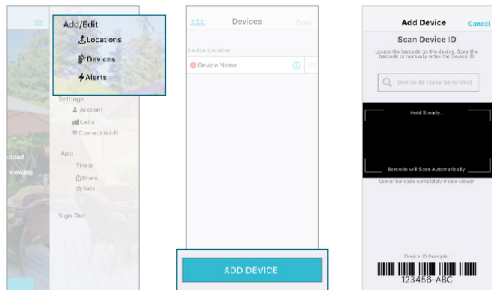 Add/Edit
Locations
Devices
Alerts
Settings
Account
Units
Connect Wi-Fi
App
Help
Share
Rate
Sign Out
Devices
Device Location
Device Name
ADD DEVICE
Add Device
Cancel
Scan Device ID
Locate the barcode on the device. Scan the
barcode or manually enter the Device ID.
Device ID (case sensitive)
Hold Steady...
Barcode will Scan Automatically
Center barcode completely inside viewer
Device ID Example
123456-ABC